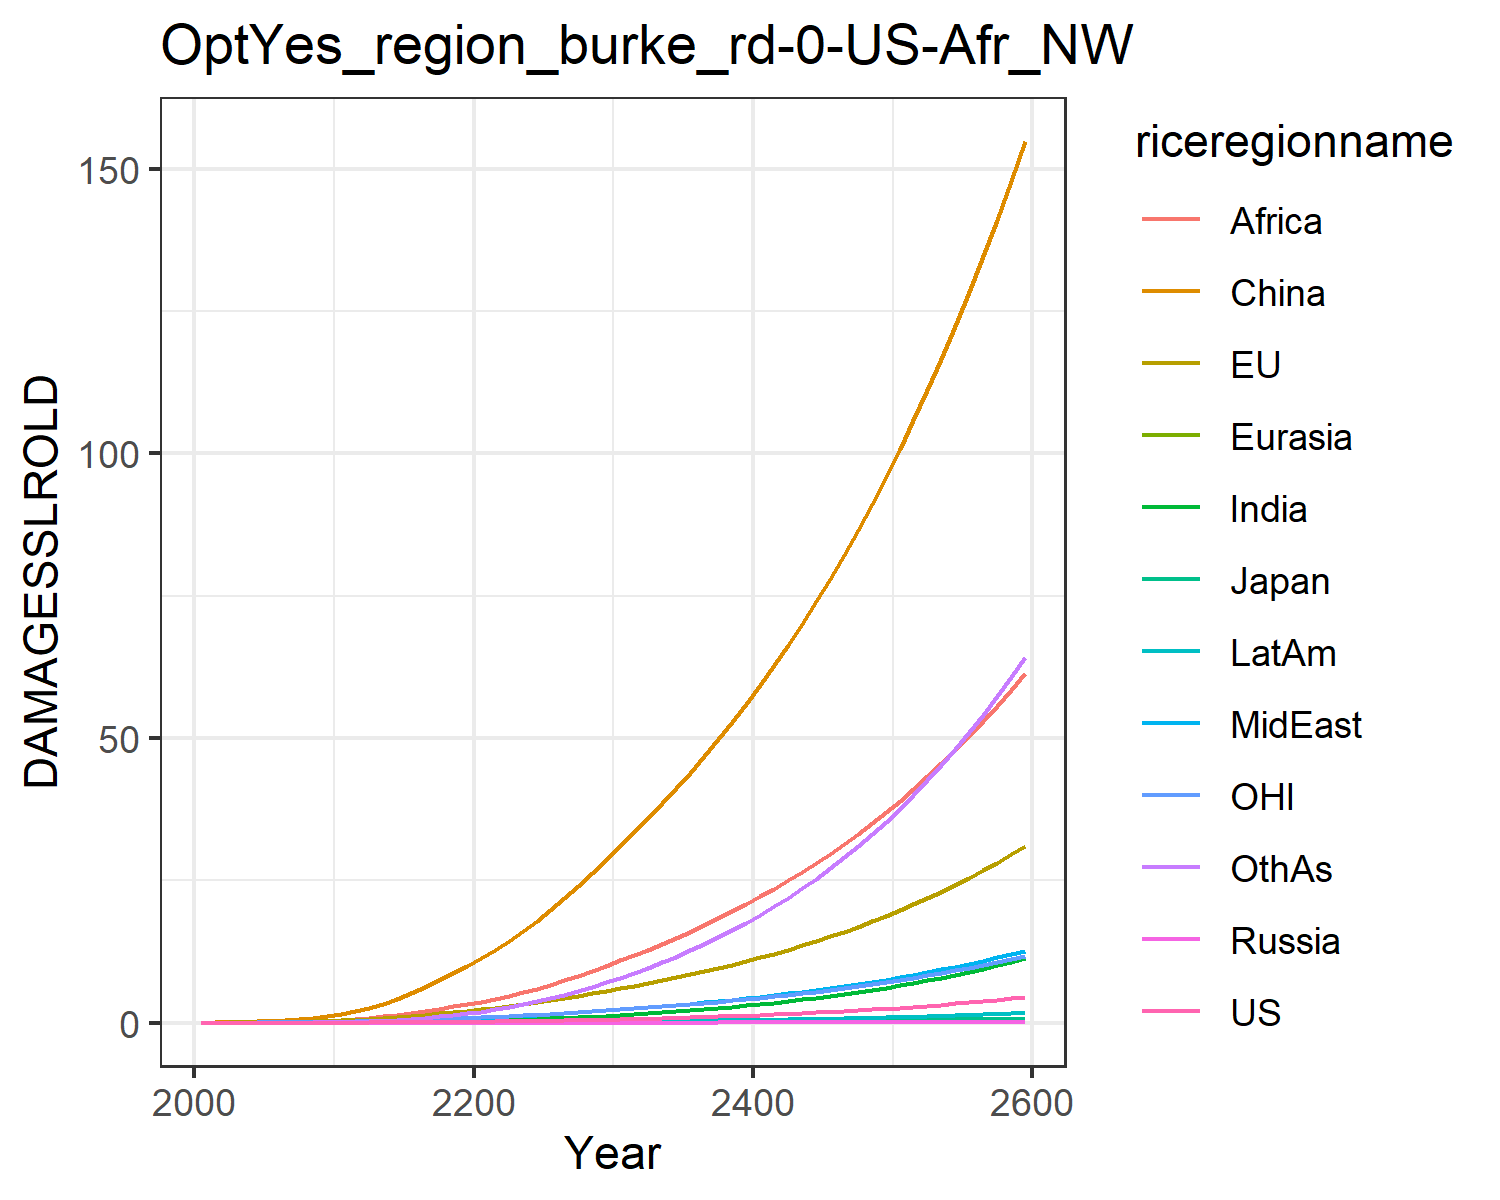 OptYes_region_burke_rd-0-US-Afr_NW
DAMAGESSLROLD
150
100
50
0
2000
2200
2400
2600
Year
riceregionname
Africa
China
EU
Eurasia
India
Japan
LatAm
MidEast
OHI
OthAs
Russia
US